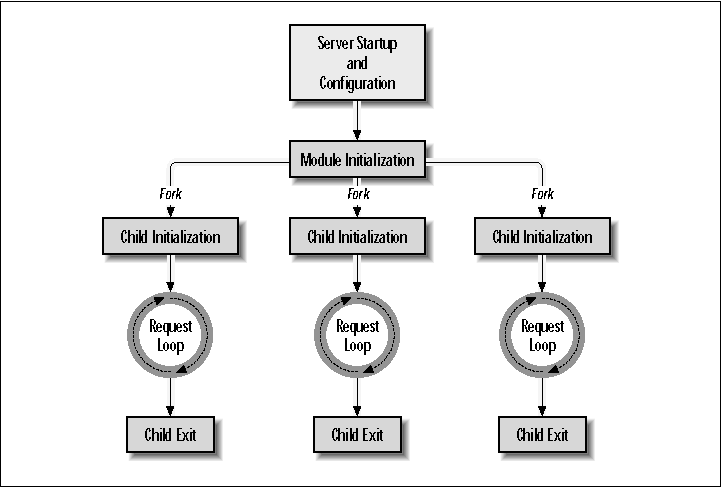 Server Startup
and
Configuration
Module Initialization
Fork
Fork
Fork
Child Initialization
Child Initialization
Child Initialization
Request
Loop
Request
Loop
Request
Loop
Child Exit
Child Exit
Child Exit